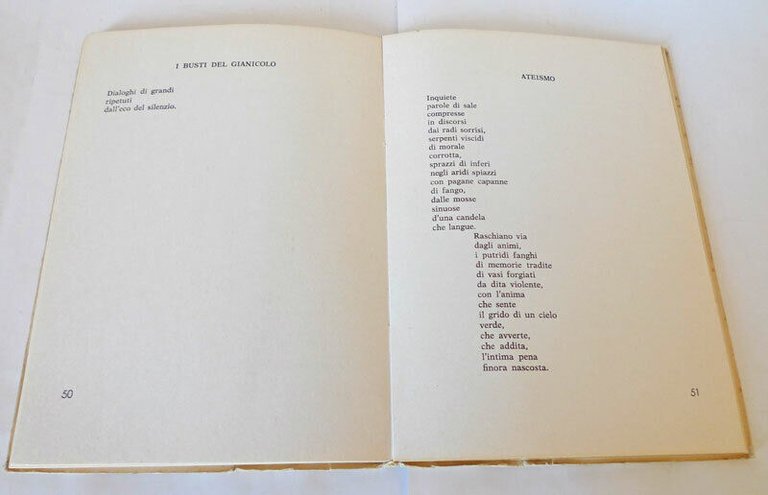 I BUSTI DEL GIANICOLO
Dialoghi di grandi
ripetuti
dall'eco del silenzio.
50
ATEISMO
Inquiete
parole di sale
compresse
in discorsi
dai radi sorrisi,
serpenti viscidi
di morale
corrotta,
sprazzi di inferi
negli aridi spiazzi
con pagane capanne
di fango,
dalle mosse
sinuose
d'una candela
che langue.
Raschiano via
dagli animi,
i putridi fanghi
di memorie tradite
di vasi forgiati
da dita violente,
con l'anima
che sente
il grido di un cielo
verde,
che avverte,
che addita,
l'intima pena
finora nascosta.
51